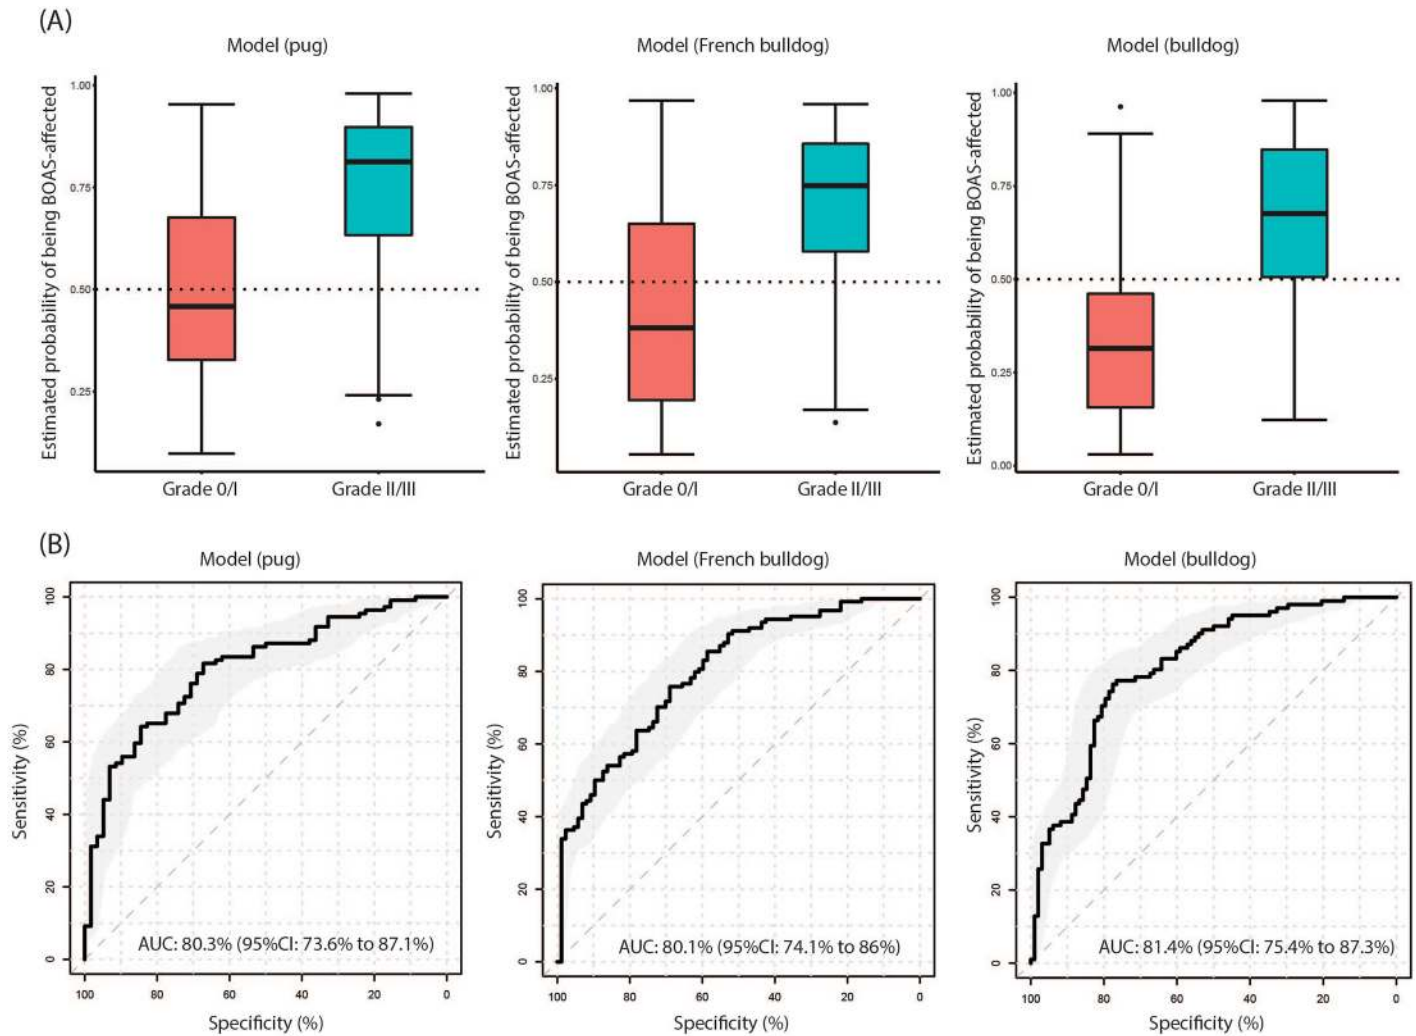 (A)
Model (pug)
Model (French bulldog)
Model (bulldog)
Estimated probability of being BOAS-affected
1.00
0.75
0.50
0.25
Grade 0/I
Grade II/III
Estimated probability of being BOAS-affected
1.00
0.75
0.50
0.25
Grade 0/I
Grade II/III
Estimated probability of being BOAS-affected
1.00
0.75
0.50
0.25
0.00
Grade 0/I
Grade II/III
(B)
Model (pug)
Model (French bulldog)
Model (bulldog)
Sensitivity (%)
100
80
60
40
20
0
AUC: 80.3% (95%CI: 73.6% to 87.1%)
100
80
60
40
20
0
Specificity (%)
Sensitivity (%)
100
80
60
40
20
0
AUC: 80.1% (95%CI: 74.1% to 86%)
100
80
60
40
20
0
Specificity (%)
Sensitivity (%)
100
80
60
40
20
0
AUC: 81.4% (95%CI: 75.4% to 87.3%)
100
80
60
40
20
0
Specificity (%)